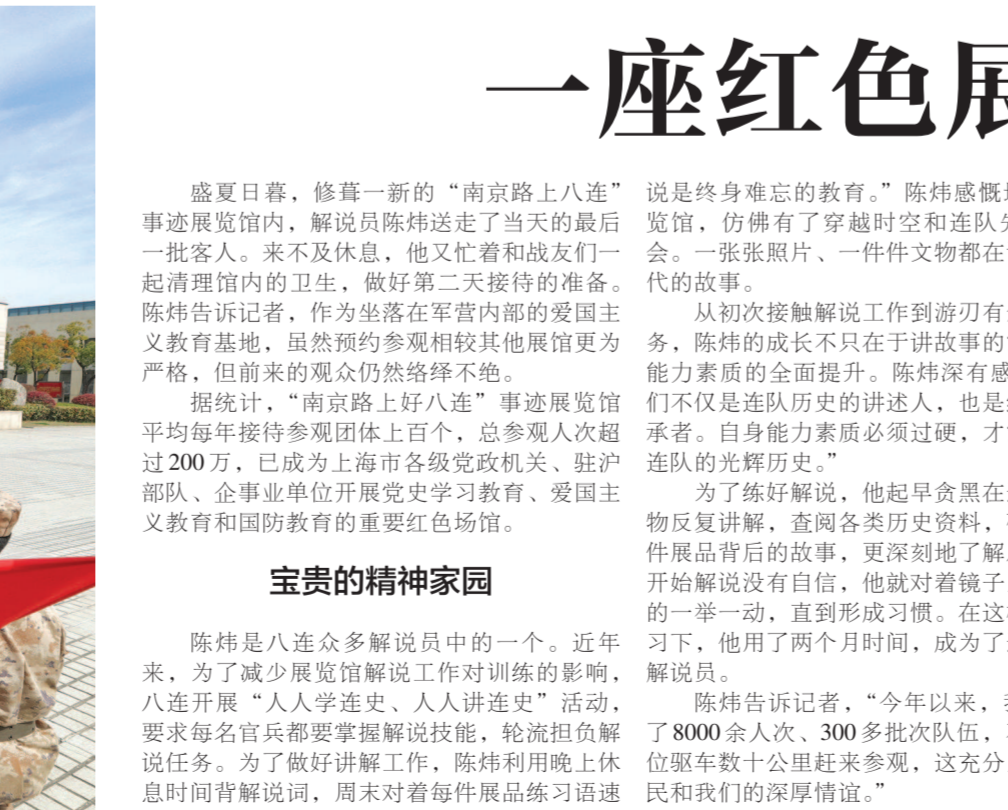 一座红色展
盛夏日暮，修葺一新的“南京路上八连”
事迹展览馆内，解说员陈炜送走了当天的最后
一批客人。来不及休息，他又忙着和战友们一
起清理馆内的卫生，做好第二天接待的准备。
陈炜告诉记者，作为坐落在军营内部的爱国主
义教育基地，虽然预约参观相较其他展馆更为
严格，但前来的观众仍然络绎不绝。
据统计，“南京路上好八连”事迹展览馆
平均每年接待参观团体上百个，总参观人次超
过200万，已成为上海市各级党政机关、驻沪
部队、企事业单位开展党史学习教育、爱国主
义教育和国防教育的重要红色场馆。
宝贵的精神家园
陈炜是八连众多解说员中的一个。近年
来，为了减少展览馆解说工作对训练的影响，
八连开展“人人学连史、人人讲连史”活动，
要求每名官兵都要掌握解说技能，轮流担负解
说任务。为了做好讲解工作，陈炜利用晚上休
息时间背解说词，周末对着每件展品练习语速
说是终身难忘的教育。”陈炜感慨
览馆，仿佛有了穿越时空和连队
会。一张张照片、一件件文物都在
代的故事。
从初次接触解说工作到游刃有
务，陈炜的成长不只在于讲故事的
能力素质的全面提升。陈炜深有感
们不仅是连队历史的讲述人，也是
承者。自身能力素质必须过硬，才
连队的光辉历史。”
为了练好解说，他起早贪黑在
物反复讲解，查阅各类历史资料，
件展品背后的故事，更深刻地了解
开始解说没有自信，他就对着镜子
的一举一动，直到形成习惯。在这
习下，他用了两个月时间，成为了
解说员。
陈炜告诉记者，“今年以来，
了8000余人次、300多批次队伍，
位驱车数十公里赶来参观，这充分
民和我们的深厚情谊。”